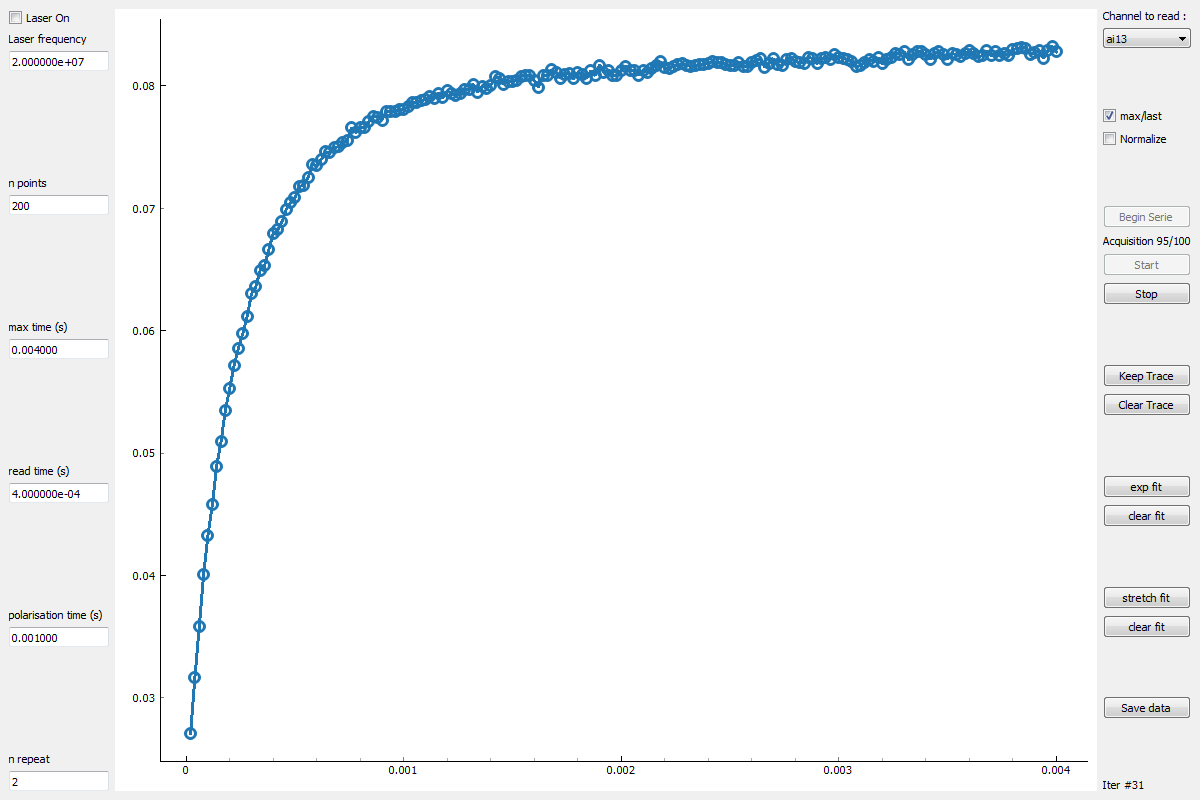 Laser On
Laser frequency
2.000000e+07
n points
200
max time (s)
0.004000
read time (s)
4.000000e-04
polarisation time (s)
0.001000
n repeat
2
0.08
0.07
0.06
0.05
0.04
0.03
0 0.001 0.002 0.003 0.004
Channel to read :
ai13
max/last
Normalize
Begin Serie
Acquisition 95/100
Start
Stop
Keep Trace
Clear Trace
exp fit
clear fit
stretch fit
clear fit
Save data
Iter #31